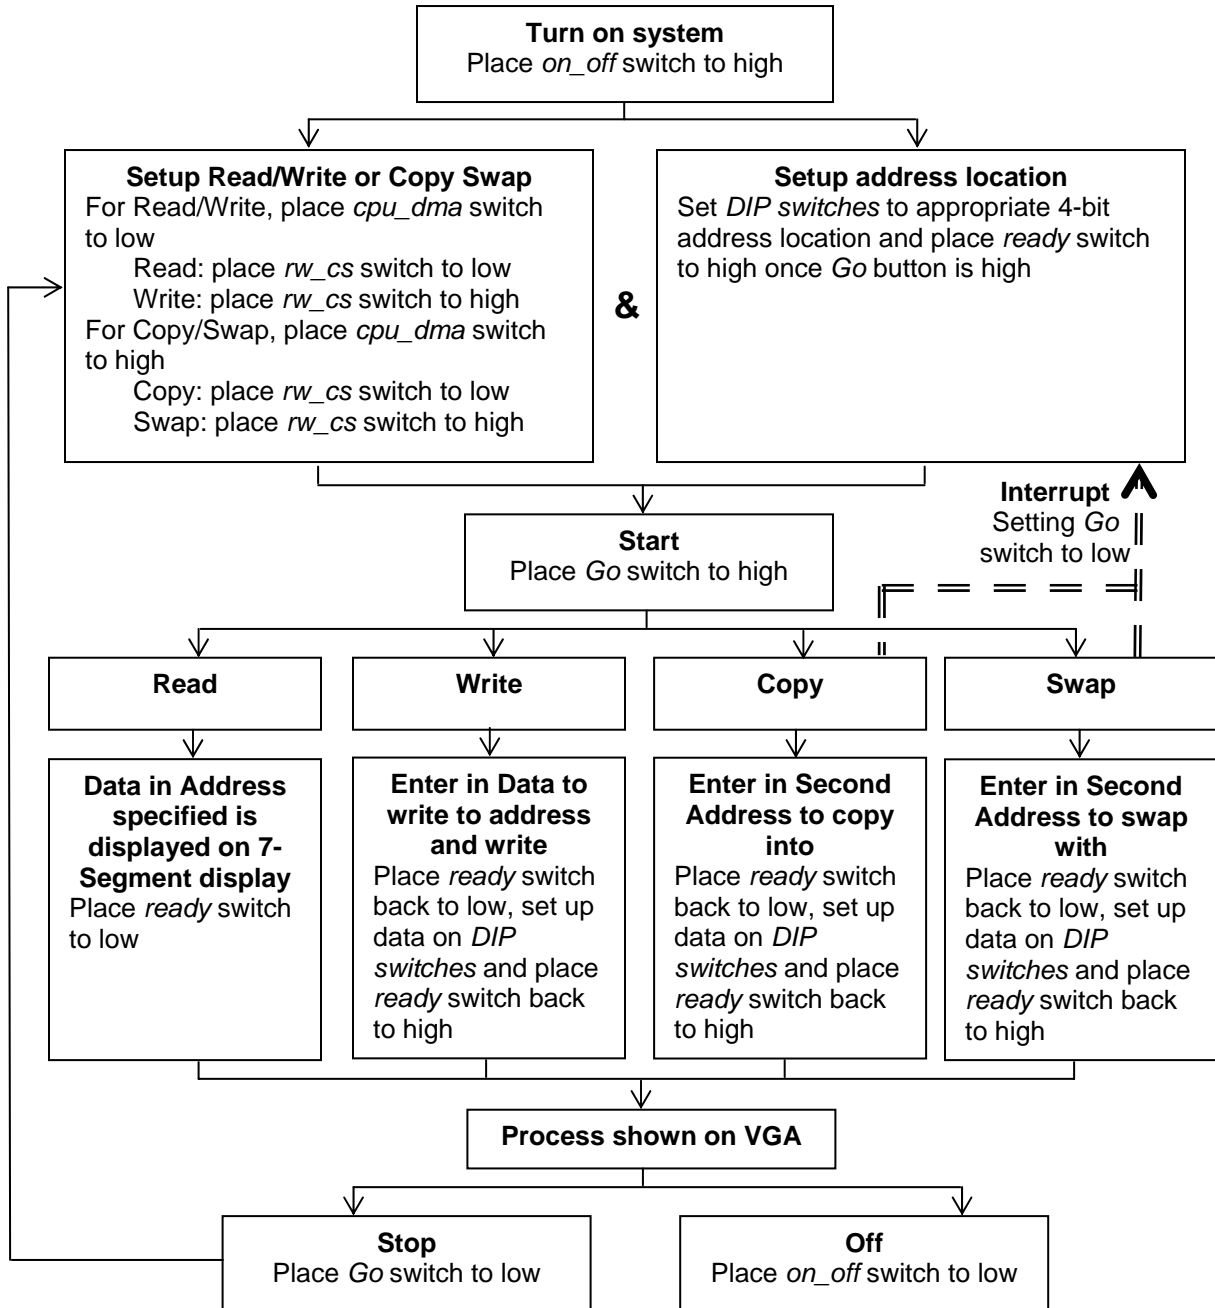 Turn on system
Place on_off switch to high
Setup Read/Write or Copy Swap
For Read/Write, place cpu_dma switch
to low
Read: place rw_cs switch to low
Write: place rw_cs switch to high
For Copy/Swap, place cpu_dma switch
to high
Copy: place rw_cs switch to low
Swap: place rw_cs switch to high
&
Setup address location
Set DIP switches to appropriate 4-bit
address location and place ready switch
to high once Go button is high
Interrupt
Setting Go
switch to low
Start
Place Go switch to high
Read
Write
Copy
Swap
Data in Address
specified is
displayed on 7-
Segment display
Place ready switch
to low
Enter in Data to
write to address
and write
Place ready switch
back to low, set up
data on DIP
switches and place
ready switch back
to high
Enter in Second
Address to copy
into
Place ready switch
back to low, set up
data on DIP
switches and place
ready switch back
to high
Enter in Second
Address to swap
with
Place ready switch
back to low, set up
data on DIP
switches and place
ready switch back
to high
Process shown on VGA
Stop
Place Go switch to low
Off
Place on_off switch to low